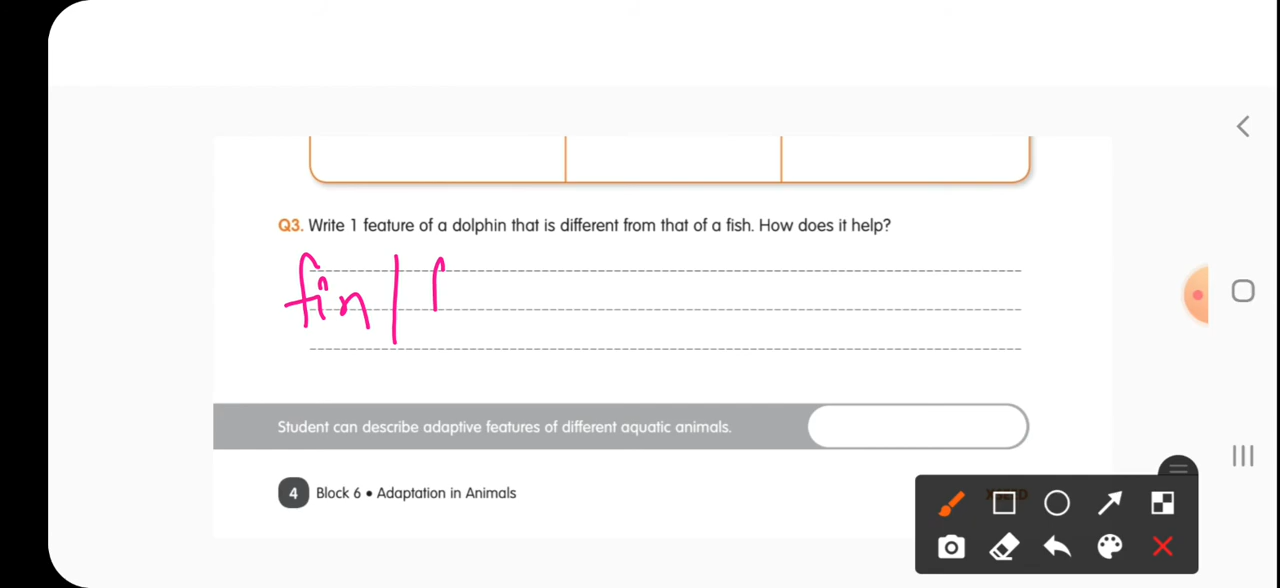 Q3. Write 1 feature of a dolphin that is different from that of a fish. How does it help?
fin |
Student can describe adaptive features of different aquatic animals.
4 Block 6 • Adaptation in Animals